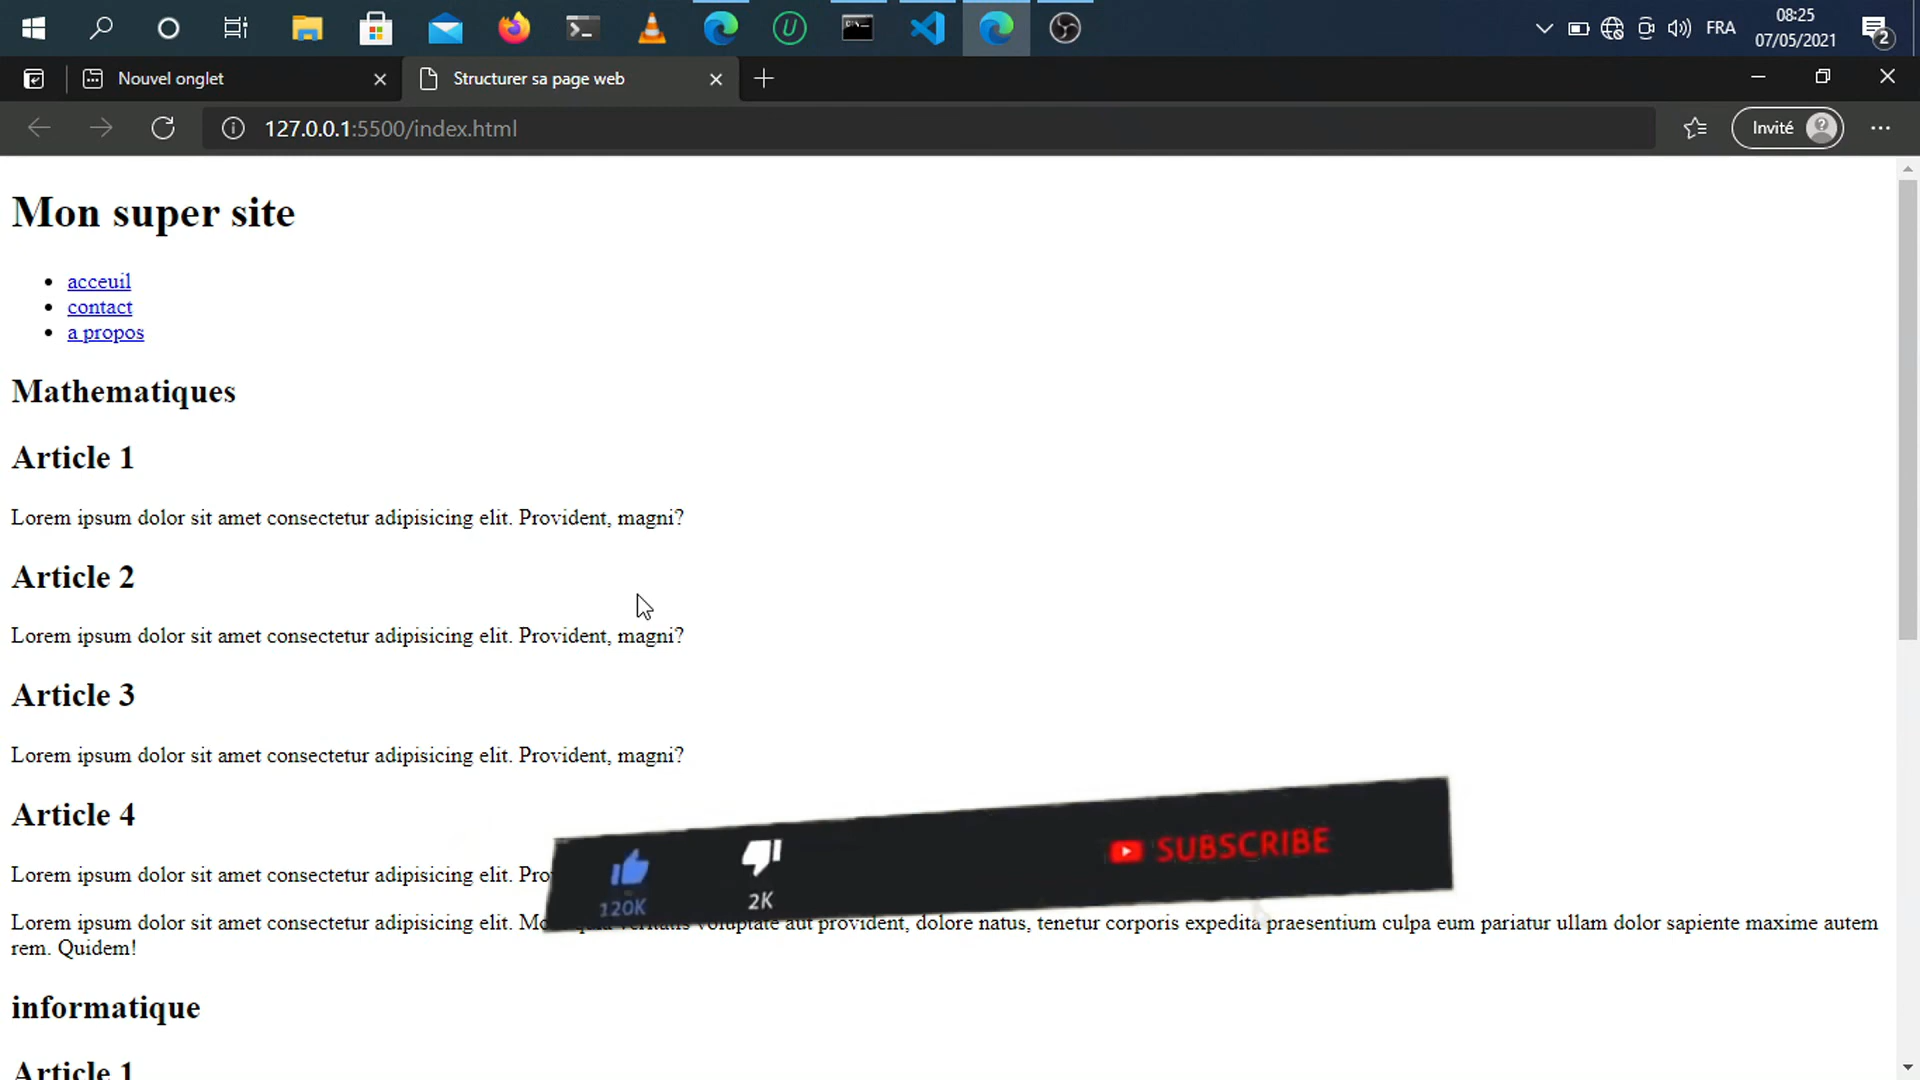 FRA
08:25
07/05/2021
2
Nouvel onglet
Structurer sa page web
127.0.0.1:5500/index.html
Invité
Mon super site
acceuil
contact
a propos
Mathematiques
Article 1
Lorem ipsum dolor sit amet consectetur adipisicing elit. Provident, magni?
Article 2
Lorem ipsum dolor sit amet consectetur adipisicing elit. Provident, magni?
Article 3
Lorem ipsum dolor sit amet consectetur adipisicing elit. Provident, magni?
Article 4
Lorem ipsum dolor sit amet consectetur adipisicing elit.
120K
2K
SUBSCRIBE
Lorem ipsum dolor sit amet consectetur adipisicing elit. voluptate aut provident, dolore natus, tenetur corporis expedita praesentium culpa eum pariatur ullam dolor sapiente maxime autem
rem. Quidem!
informatique
Article 1